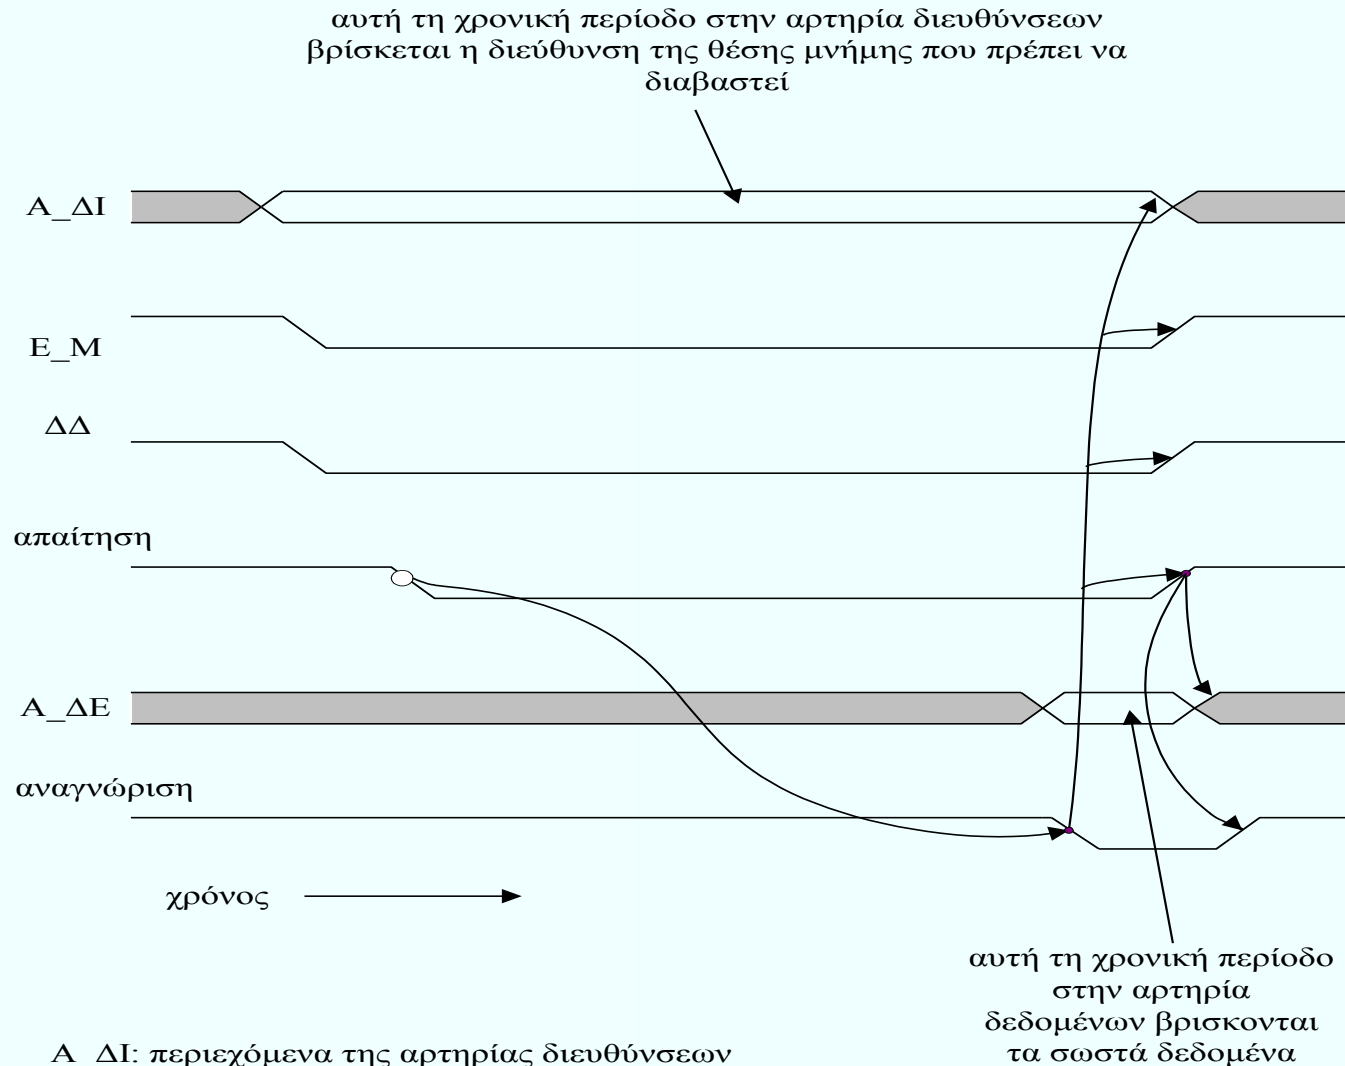 αυτή τη χρονική περίοδο στην αρτηρία διευθύνσεων
βρίσκεται η διεύθυνση της θέσης μνήμης που πρέπει να
διαβαστεί
Α_ΔΙ
Ε_Μ
ΔΔ
απαίτηση
Α_ΔΕ
αναγνώριση
χρόνος
αυτή τη χρονική περίοδο
στην αρτηρία
δεδομένων βρισκονται
τα σωστά δεδομένα
Α_ΔΙ: περιεχόμενα της αρτηρίας διευθύνσεων